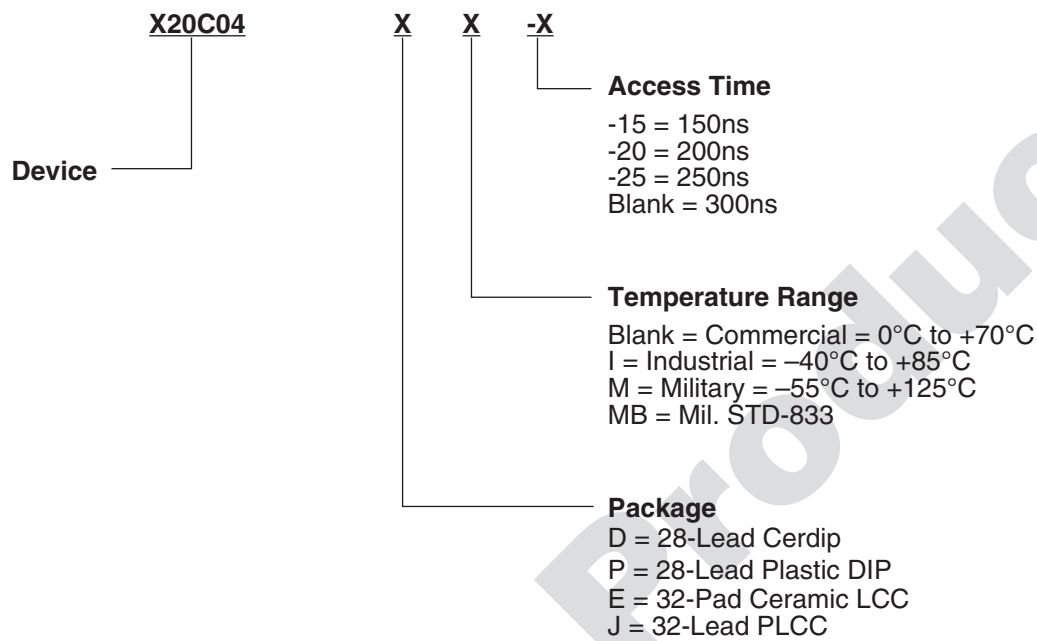 X20C04 X X -X
Device
Access Time
-15 = 150ns
-20 = 200ns
-25 = 250ns
Blank = 300ns
Temperature Range
Blank = Commercial = 0°C to +70°C
I = Industrial = –40°C to +85°C
M = Military = –55°C to +125°C
MB = Mil. STD-833
Package
D = 28-Lead Cerdip
P = 28-Lead Plastic DIP
E = 32-Pad Ceramic LCC
J = 32-Lead PLCC